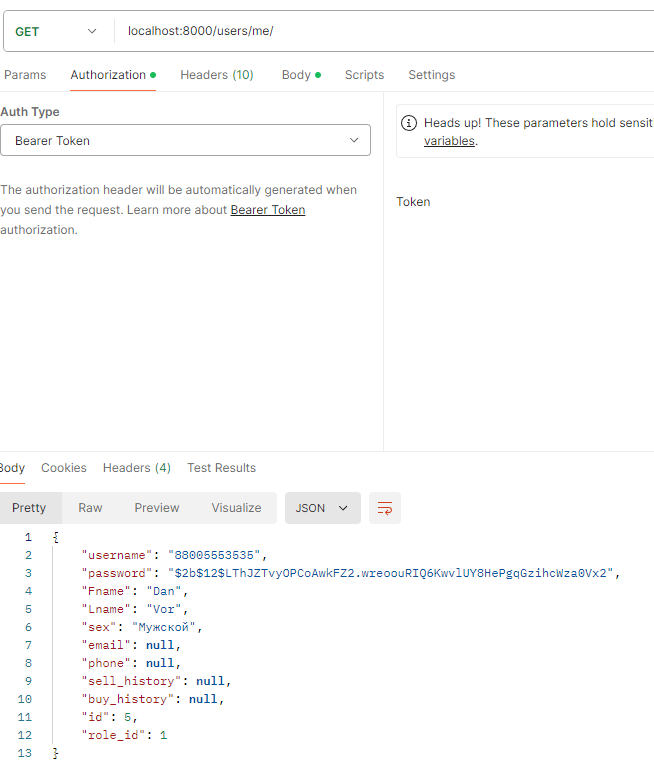 GET localhost:8000/users/me/
Params Authorization Headers (10) Body Scripts Settings
Auth Type
Bearer Token
The authorization header will be automatically generated when
you send the request. Learn more about Bearer Token
authorization.
Heads up! These parameters hold sensit
variables.
Token
Body Cookies Headers (4) Test Results
Pretty Raw Preview Visualize JSON
1 {
2 "username": "88005553535",
3 "password": "$2b$12$LThJZTvyOPCoAwkFZ2.wreoouRIQ6KwvlUY8HePgqGzihcWza0Vx2",
4 "Fname": "Dan",
5 "Lname": "Vor",
6 "sex": "Мужской",
7 "email": null,
8 "phone": null,
9 "sell_history": null,
10 "buy_history": null,
11 "id": 5,
12 "role_id": 1
13 }